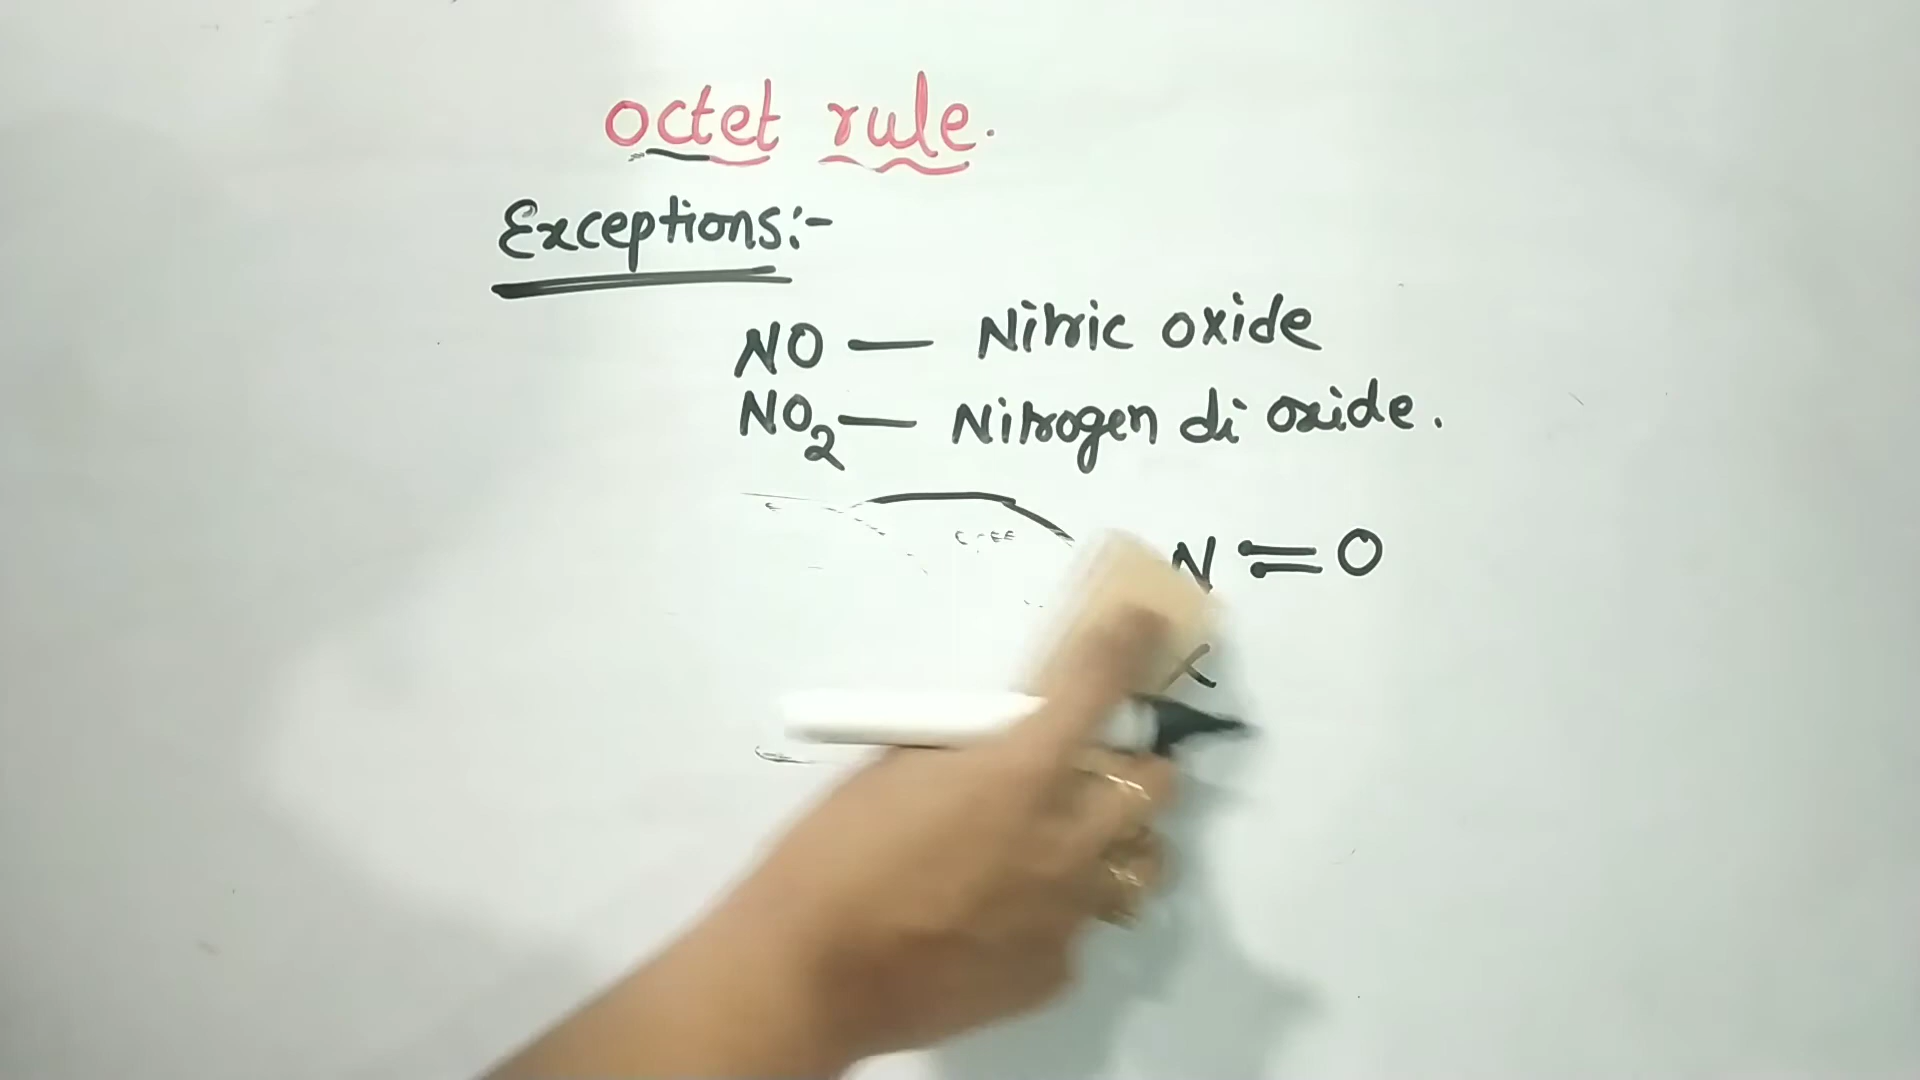 octet rule.
Exceptions:-
NO — Nitric oxide
NO2 — Nitrogen di oxide.
N = O